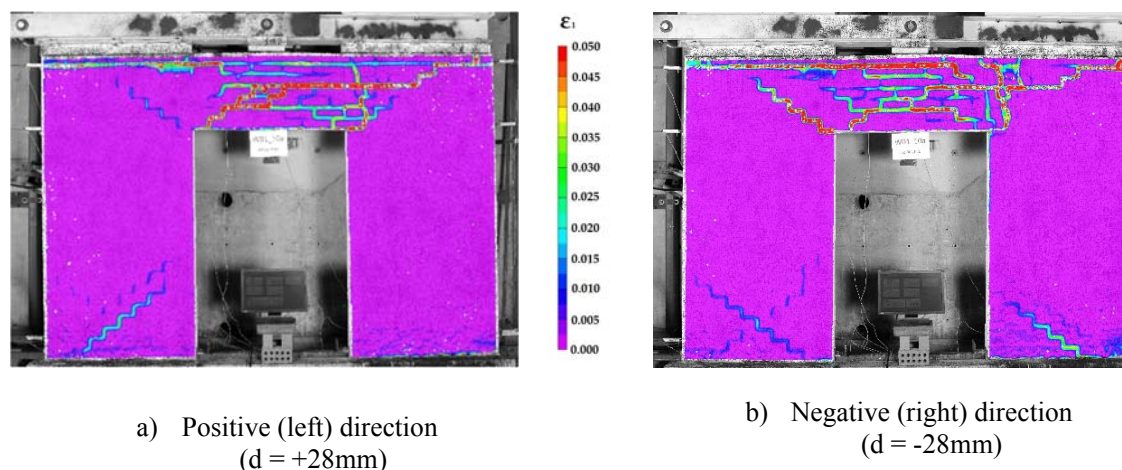 ε1
0.050
0.045
0.040
0.035
0.030
0.025
0.020
0.015
0.010
0.005
0.000
a) Positive (left) direction
(d = +28mm)
b) Negative (right) direction
(d = -28mm)